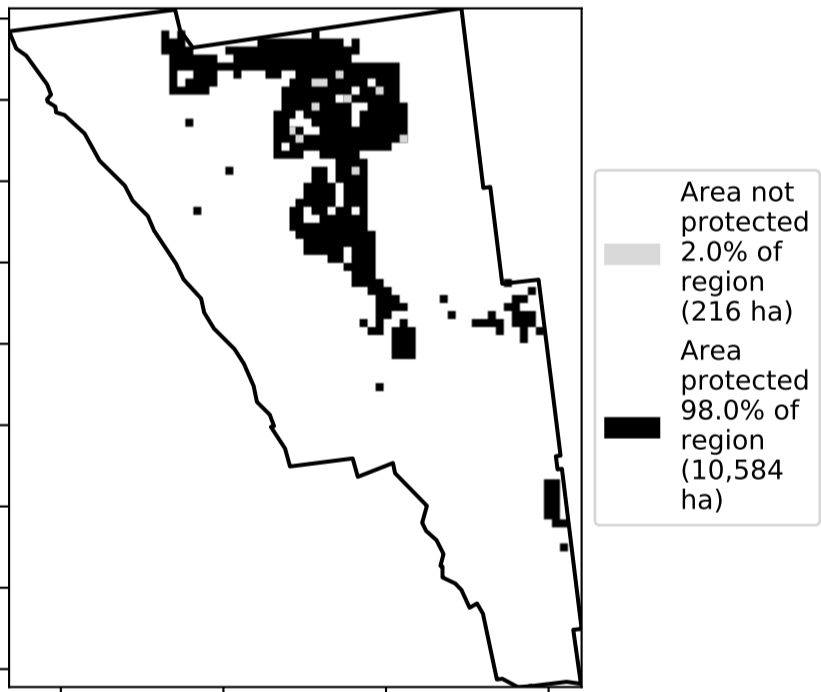 Area not
protected
2.0% of
region
(216 ha)
Area
protected
98.0% of
region
(10,584
ha)